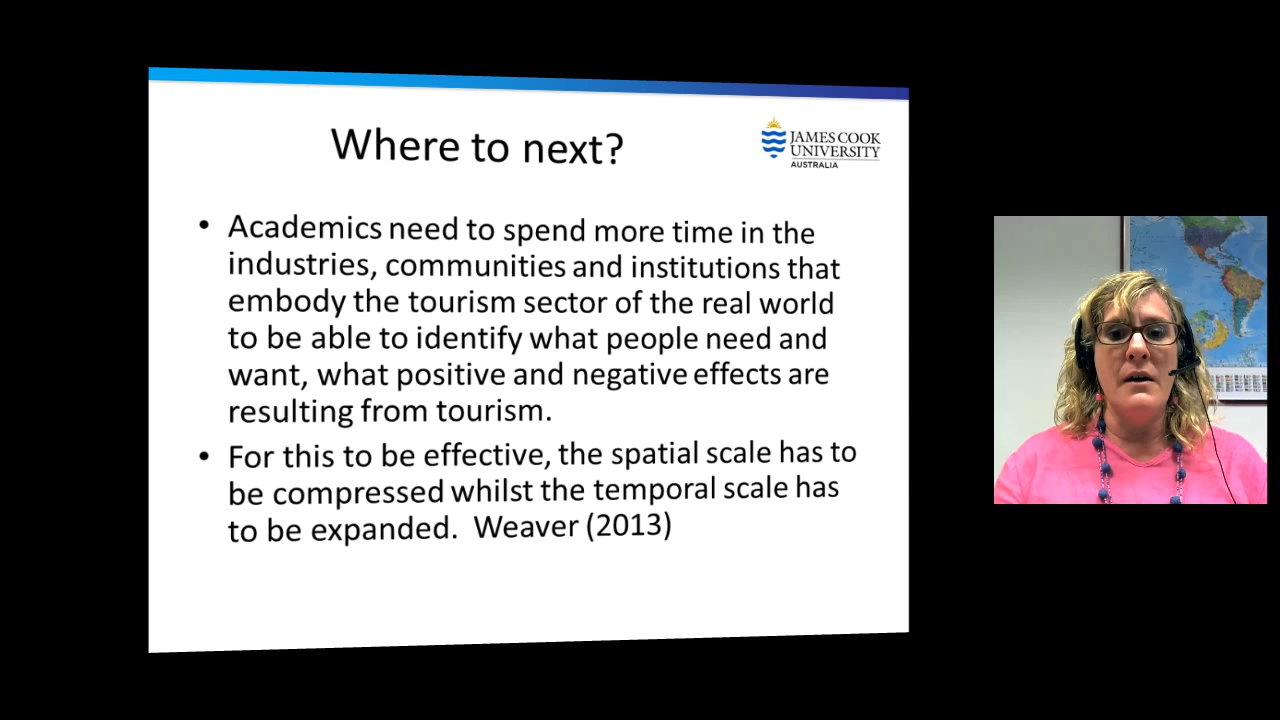 Where to next?
JAMES COOK
UNIVERSITY
AUSTRALIA
• Academics need to spend more time in the
industries, communities and institutions that
embody the tourism sector of the real world
to be able to identify what people need and
want, what positive and negative effects are
resulting from tourism.
• For this to be effective, the spatial scale has to
be compressed whilst the temporal scale has
to be expanded.  Weaver (2013)